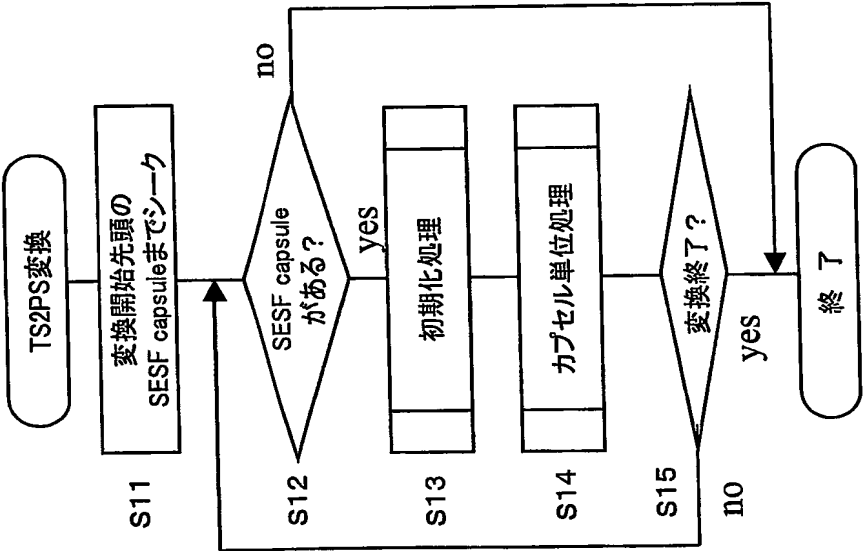 TS2PS変換
S11
変換開始先頭の
SESF capsuleまでシーク
S12
SESF capsule
がある?
no
yes
S13
初期化処理
S14
カプセル単位処理
S15
変換終了?
no
yes
終 了